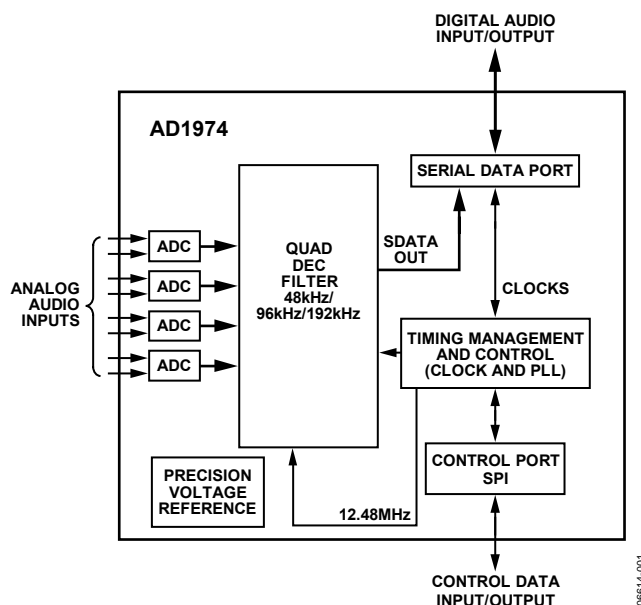 DIGITAL AUDIO
INPUT/OUTPUT
AD1974
SERIAL DATA PORT
QUAD
DEC
FILTER
48kHz/
96kHz/192kHz
SDATA
OUT
ADC
ADC
ADC
ADC
ANALOG
AUDIO
INPUTS
CLOCKS
TIMING MANAGEMENT
AND CONTROL
(CLOCK AND PLL)
CONTROL PORT
SPI
PRECISION
VOLTAGE
REFERENCE
12.48MHz
CONTROL DATA
INPUT/OUTPUT
06614-001